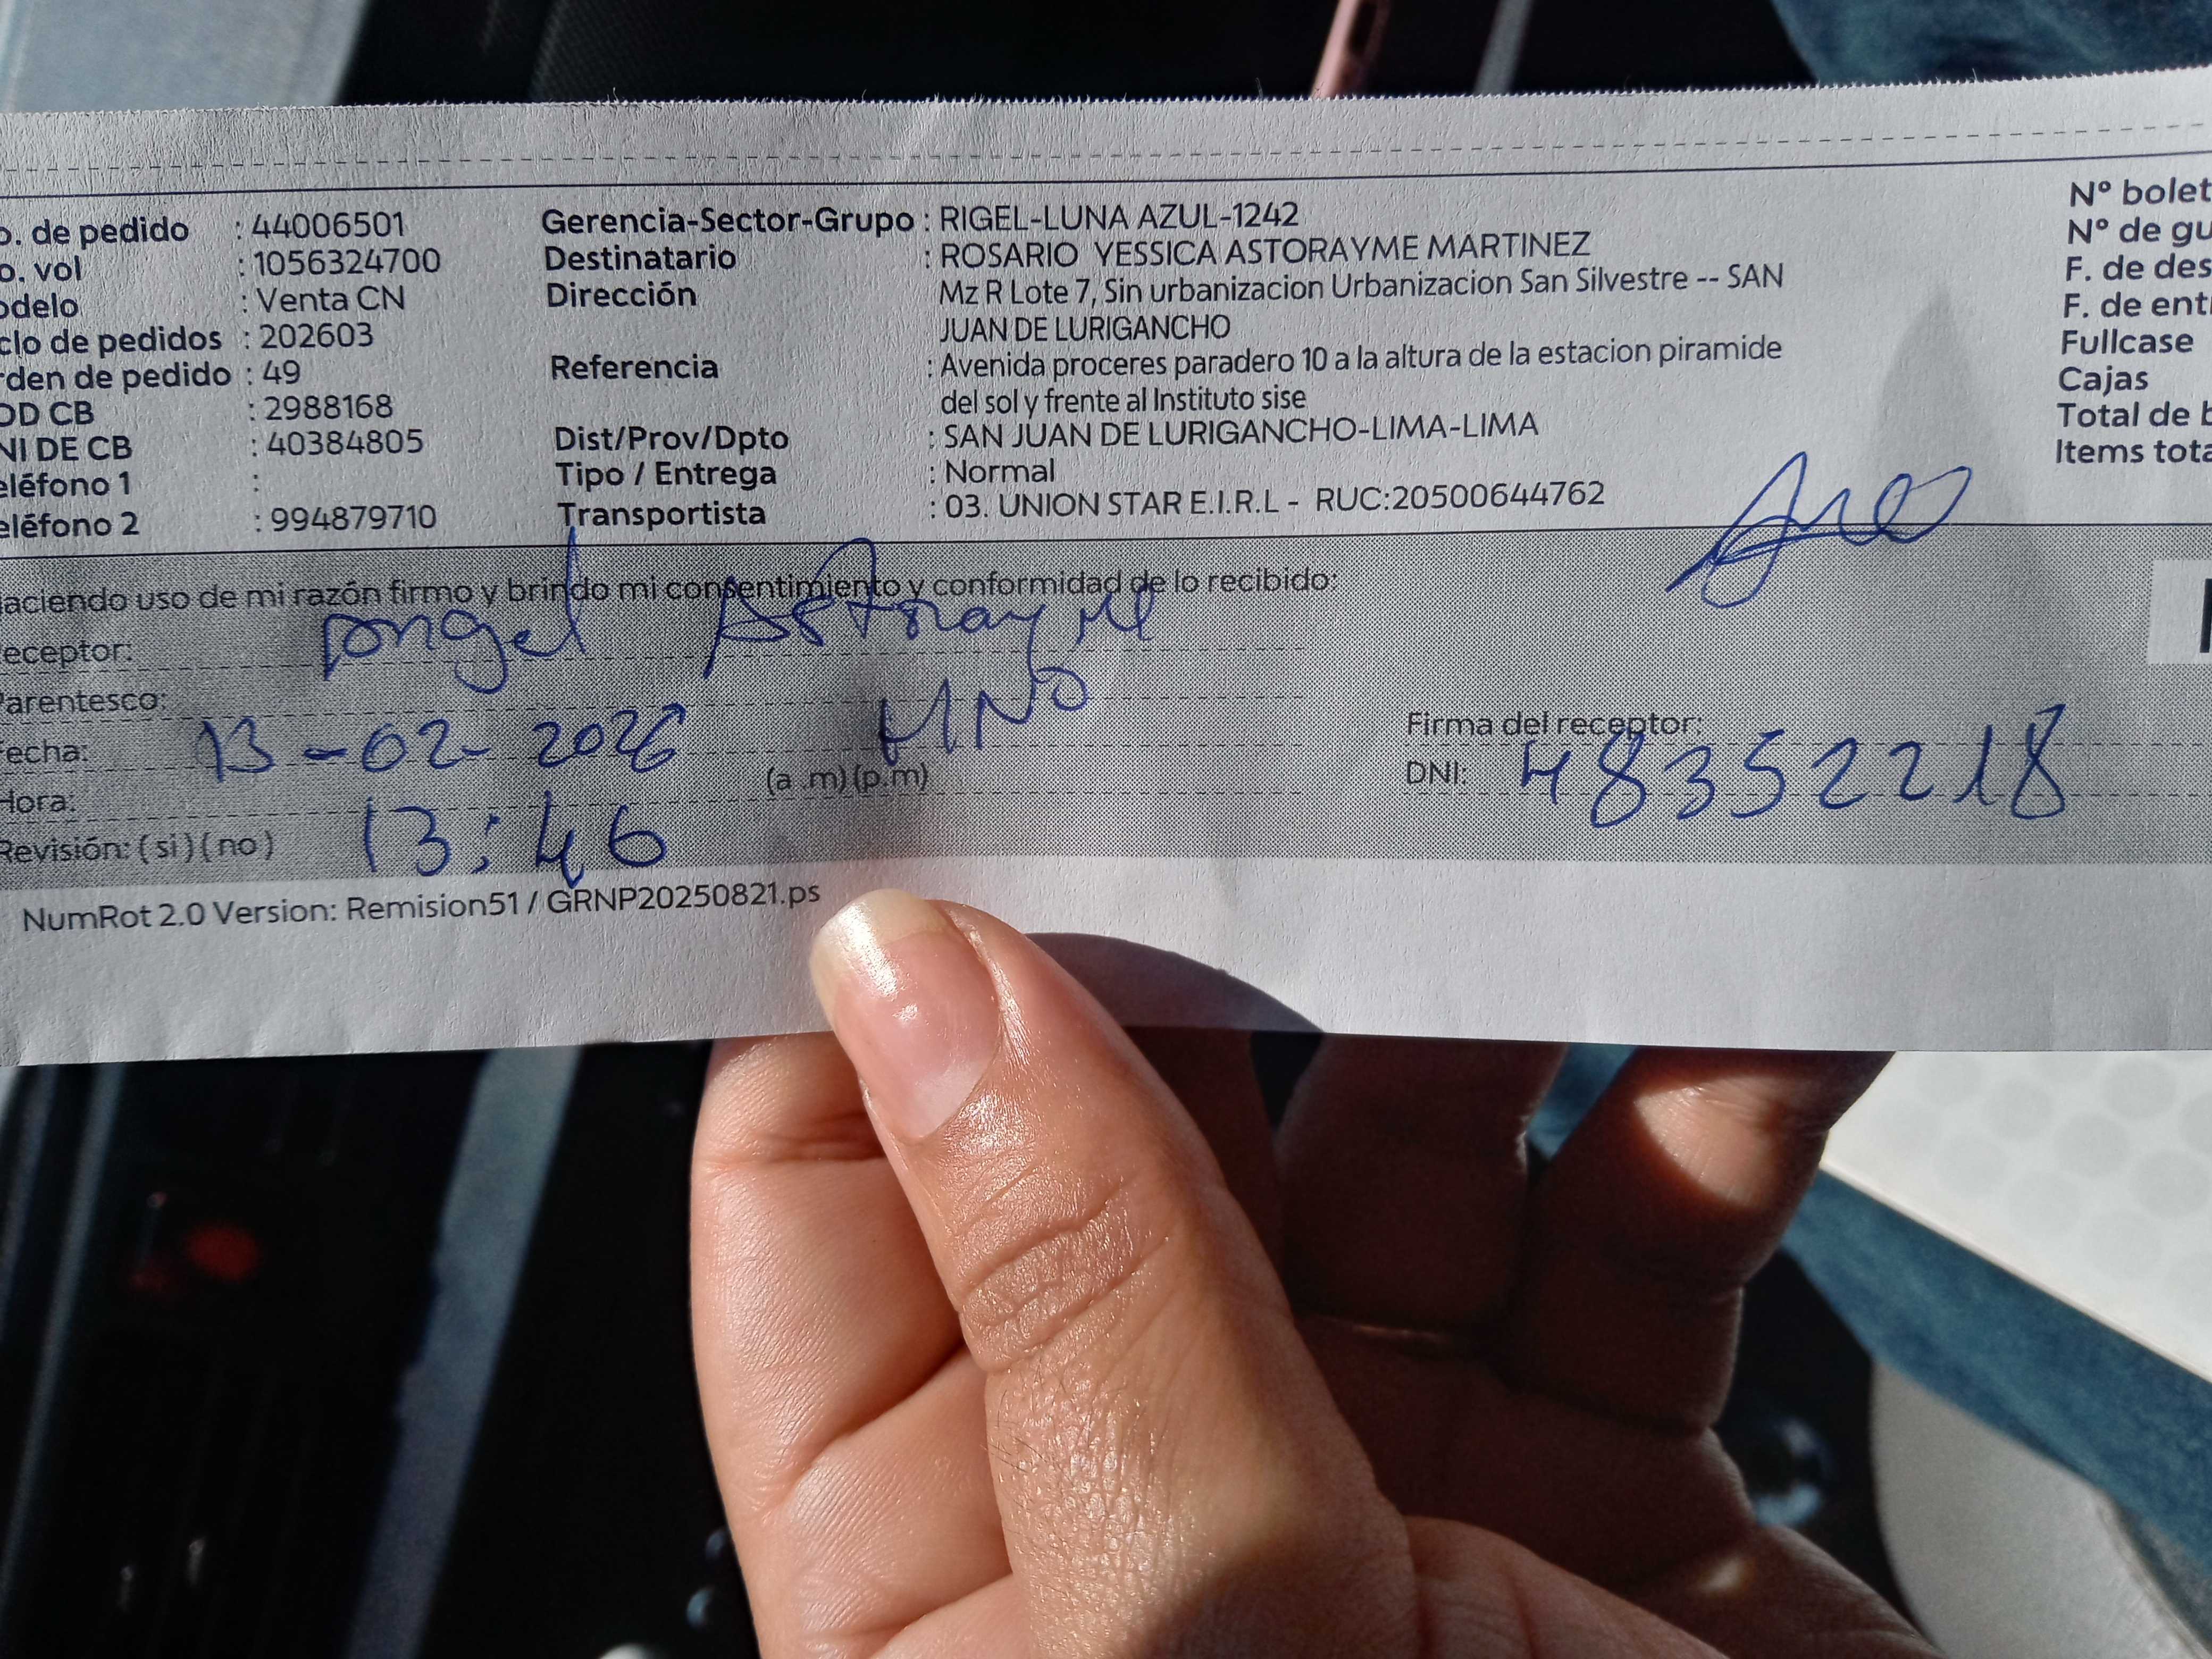 o. de pedido : 44006501 Gerencia-Sector-Grupo : RIGEL-LUNA AZUL-1242 N° bolet
o. vol : 1056324700 Destinatario : ROSARIO YESSICA ASTORAYME MARTINEZ N° de gu
odelo : Venta CN Dirección Mz R Lote 7, Sin urbanizacion Urbanizacion San Silvestre -- SAN F. de des
clo de pedidos : 202603 JUAN DE LURIGANCHO F. de ent
rden de pedido : 49 Referencia : Avenida proceres paradero 10 a la altura de la estacion piramide Fullcase
OD CB : 2988168 del sol y frente al Instituto sise Cajas
NI DE CB : 40384805 Dist/Prov/Dpto : SAN JUAN DE LURIGANCHO-LIMA-LIMA Total de b
eléfono 1 : Tipo / Entrega : Normal Items tota
eléfono 2 : 994879710 Transportista : 03. UNION STAR E.I.R.L - RUC:20500644762
aciendo uso de mi razón firmo y brindo mi consentimiento y conformidad de lo recibido:
eceptor: Angel Astorayme
Parentesco: HNO
Fecha: 13-02-2026 Firma del receptor:
Hora: (a .m) (p.m) DNI: 48352218
Revisión: ( si ) ( no ) 13:46
NumRot 2.0 Version: Remision51 / GRNP20250821.ps